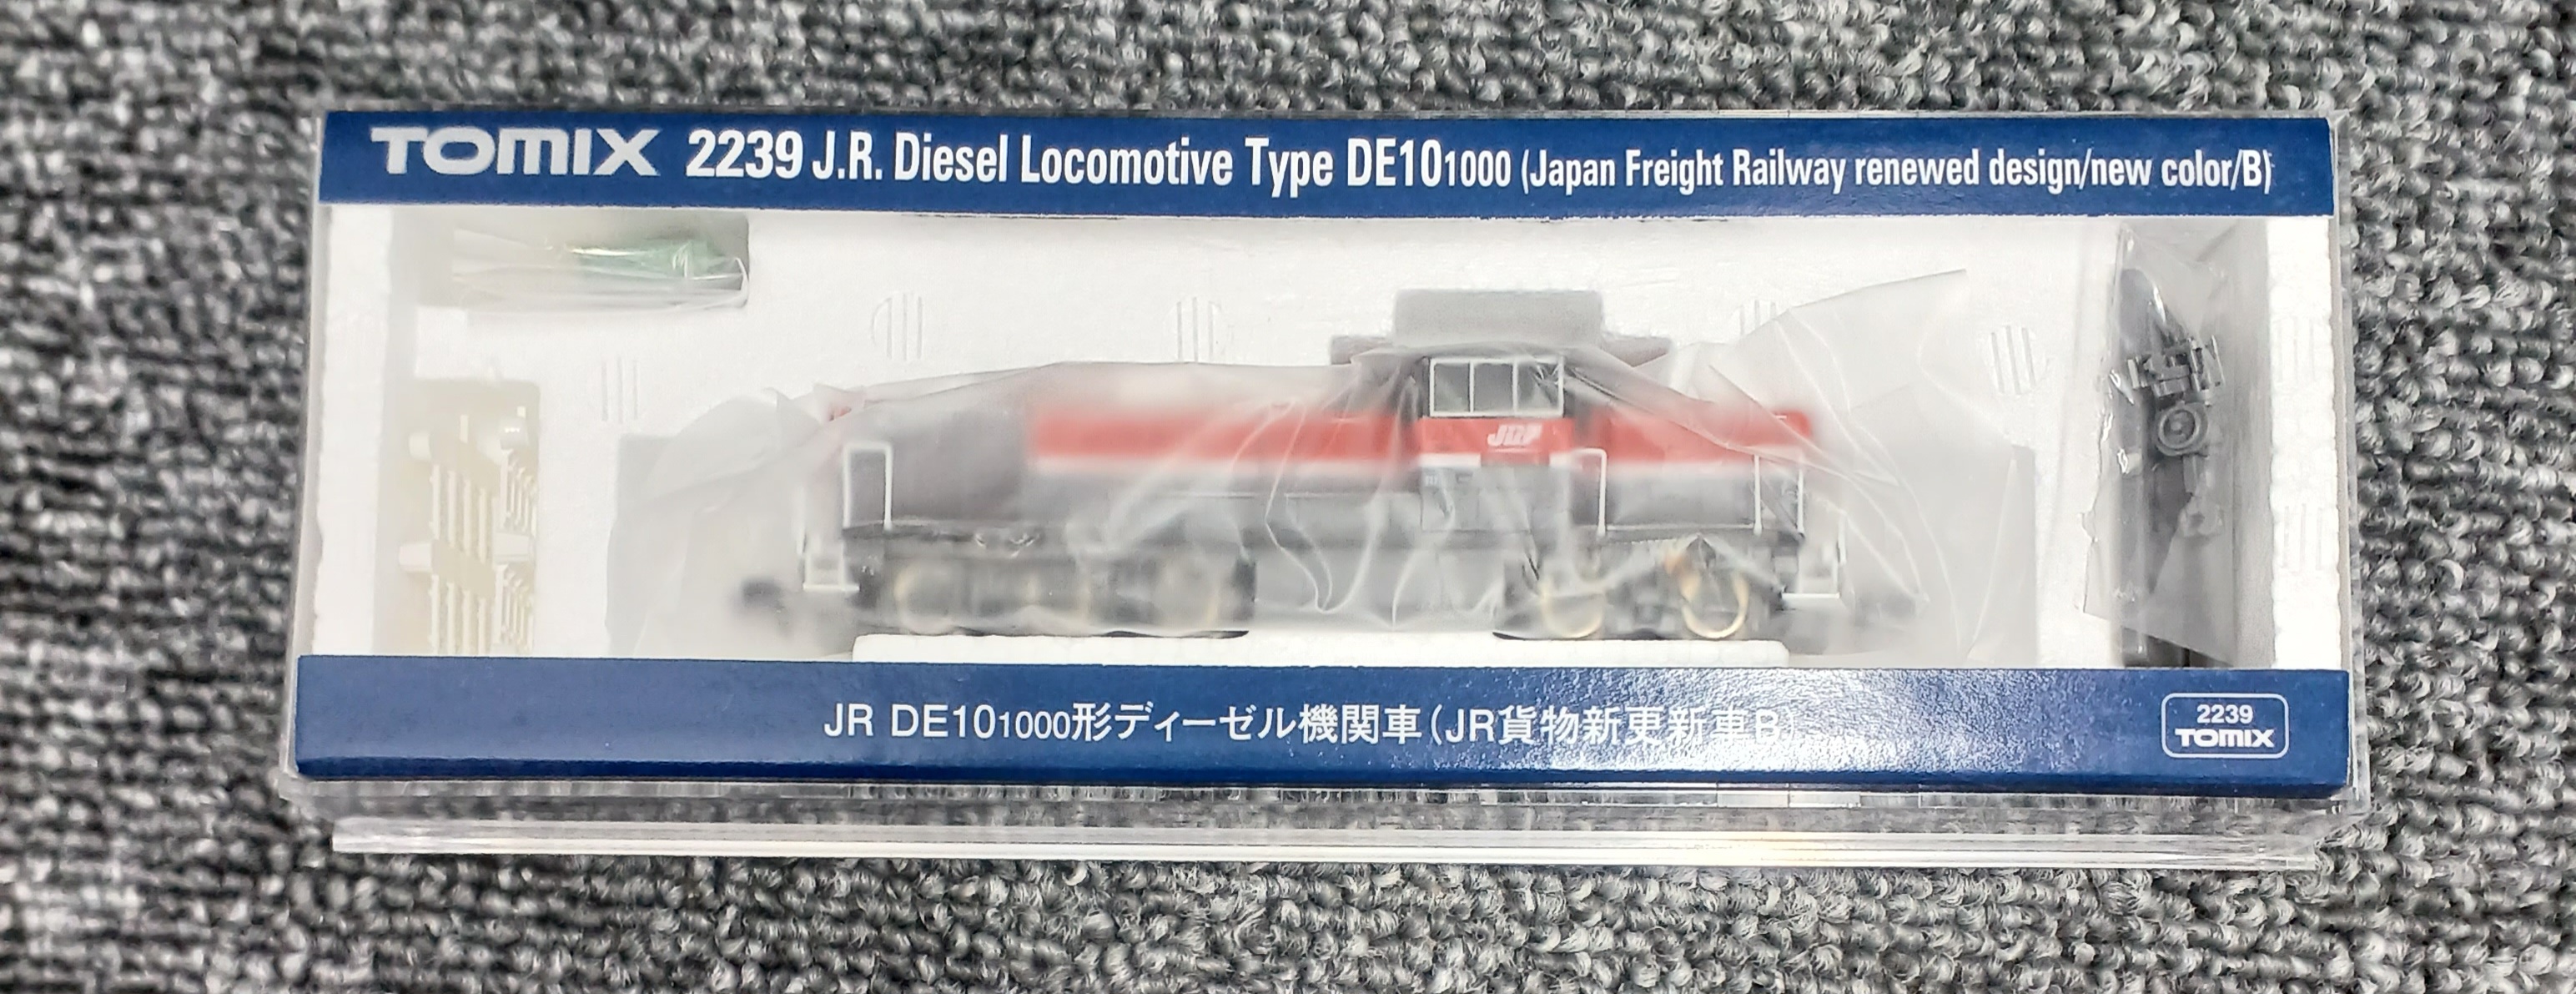 TOMIX 2239 J.R. Diesel Locomotive Type DE101000 (Japan Freight Railway renewed design/new color/B)
JRF
JR DE101000形ディーゼル機関車(JR貨物新更新車B)
2239
TOMIX